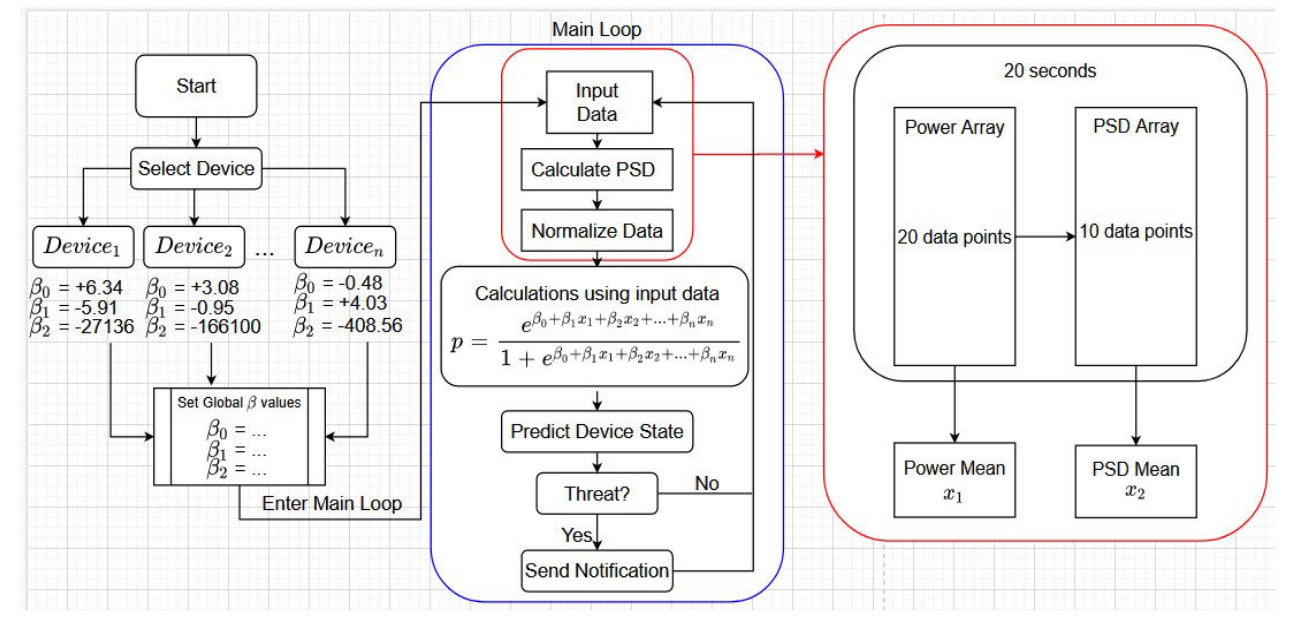 Start
Select Device
Device₁
Device₂
...
Deviceₙ
β₀ = +6.34
β₁ = -5.91
β₂ = -27136
β₀ = +3.08
β₁ = -0.95
β₂ = -166100
β₀ = -0.48
β₁ = +4.03
β₂ = -408.56
Set Global β values
β₀ = ...
β₁ = ...
β₂ = ...
Enter Main Loop
Main Loop
Input
Data
Calculate PSD
Normalize Data
Calculations using input data
p = e^(β₀+β₁x₁+β₂x₂+...+βₙxₙ) / (1 + e^(β₀+β₁x₁+β₂x₂+...+βₙxₙ))
Predict Device State
Threat?
No
Yes
Send Notification
20 seconds
Power Array
20 data points
PSD Array
10 data points
Power Mean
x₁
PSD Mean
x₂